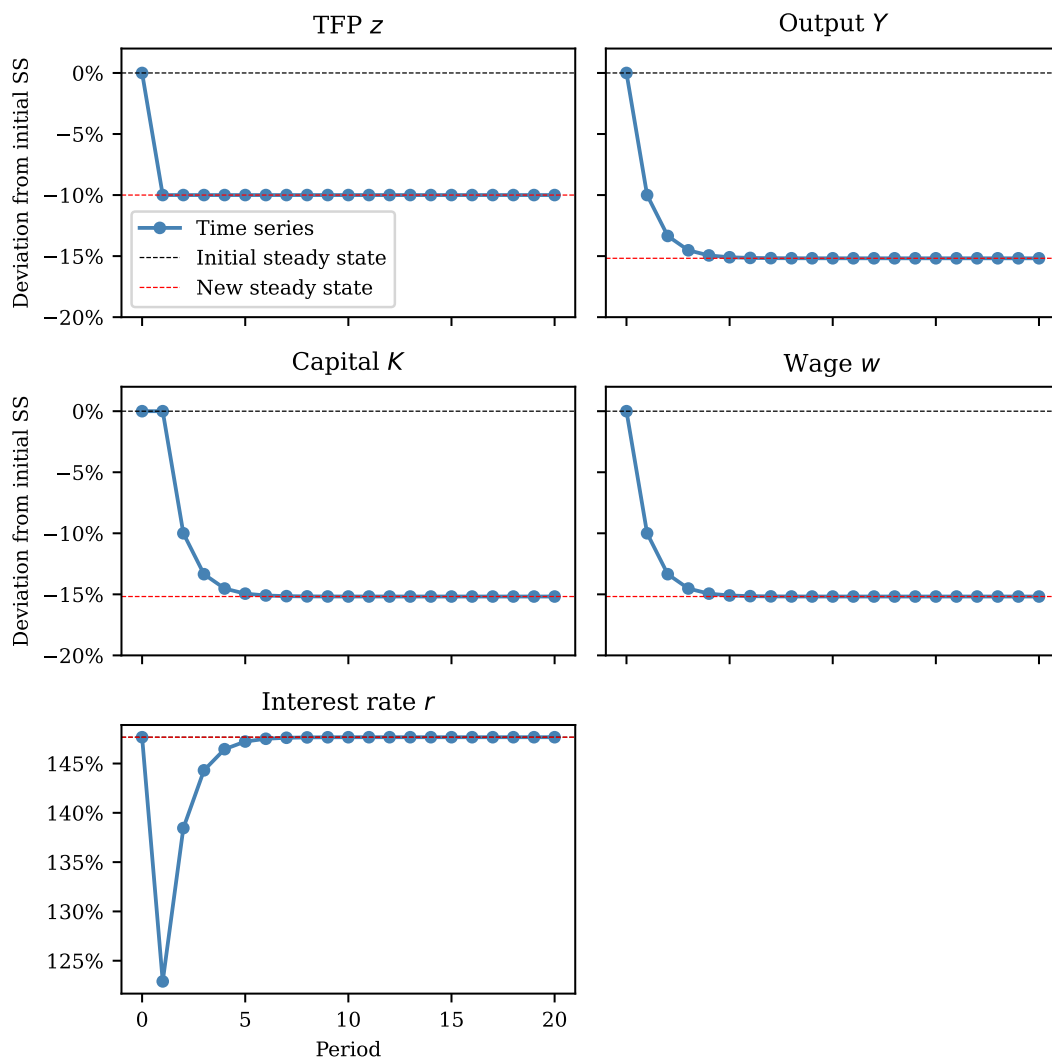 TFP z
Output Y
Deviation from initial SS
0%
−5%
−10%
−15%
−20%
Time series
Initial steady state
New steady state
Capital K
Wage w
Deviation from initial SS
0%
−5%
−10%
−15%
−20%
Interest rate r
145%
140%
135%
130%
125%
0 5 10 15 20
Period